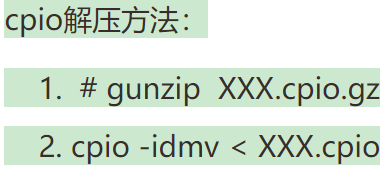 cpio解压方法：
1. # gunzip XXX.cpio.gz
2. cpio -idmv < XXX.cpio